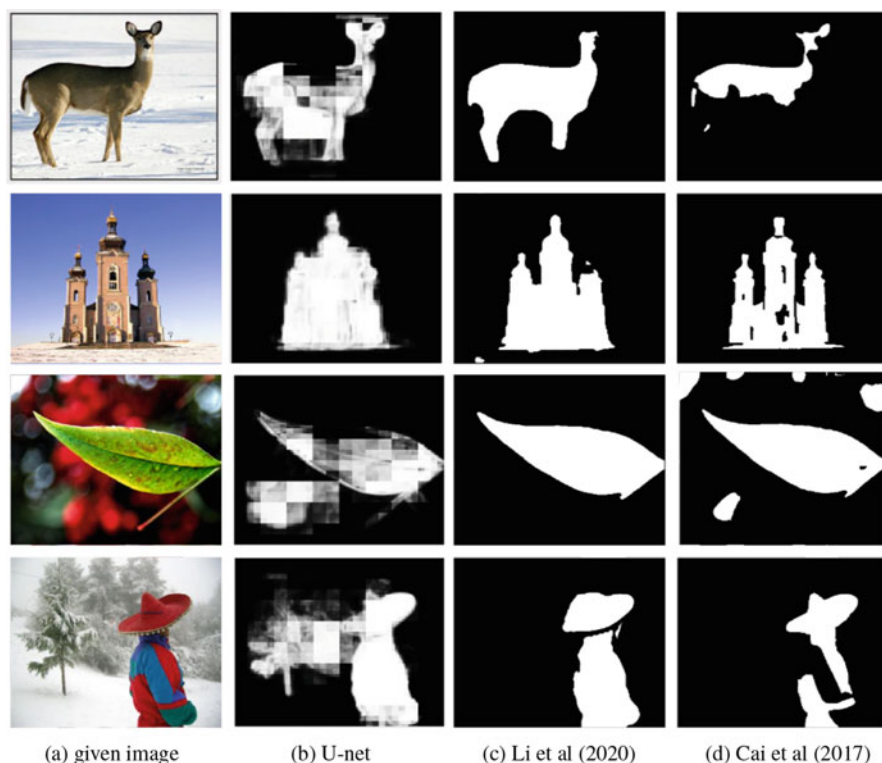 (a) given image
(b) U-net
(c) Li et al (2020)
(d) Cai et al (2017)